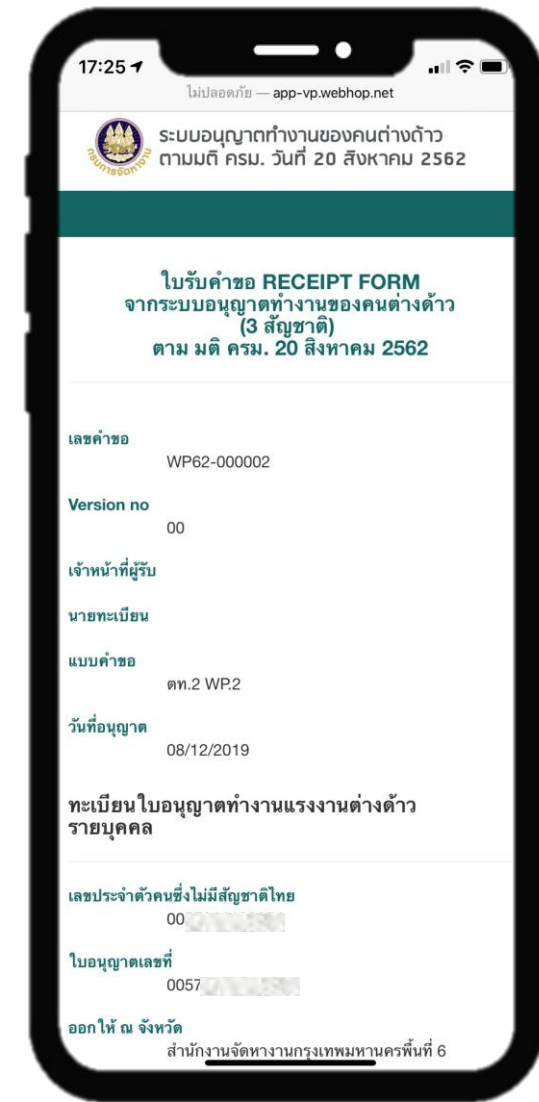 17:25
ไม่ปลอดภัย — app-vp.webhop.net
กรมการจัดหางาน
ระบบอนุญาตทำงานของคนต่างด้าว
ตามมติ ครม. วันที่ 20 สิงหาคม 2562
ใบรับคำขอ RECEIPT FORM
จากระบบอนุญาตทำงานของคนต่างด้าว
(3 สัญชาติ)
ตาม มติ ครม. 20 สิงหาคม 2562
เลขคำขอ
WP62-000002
Version no
00
เจ้าหน้าที่ผู้รับ
นายทะเบียน
แบบคำขอ
ตท.2 WP.2
วันที่อนุญาต
08/12/2019
ทะเบียนใบอนุญาตทำงานแรงงานต่างด้าว
รายบุคคล
เลขประจำตัวคนซึ่งไม่มีสัญชาติไทย
00
ใบอนุญาตเลขที่
0057
ออกให้ ณ จังหวัด
สำนักงานจัดหางานกรุงเทพมหานครพื้นที่ 6